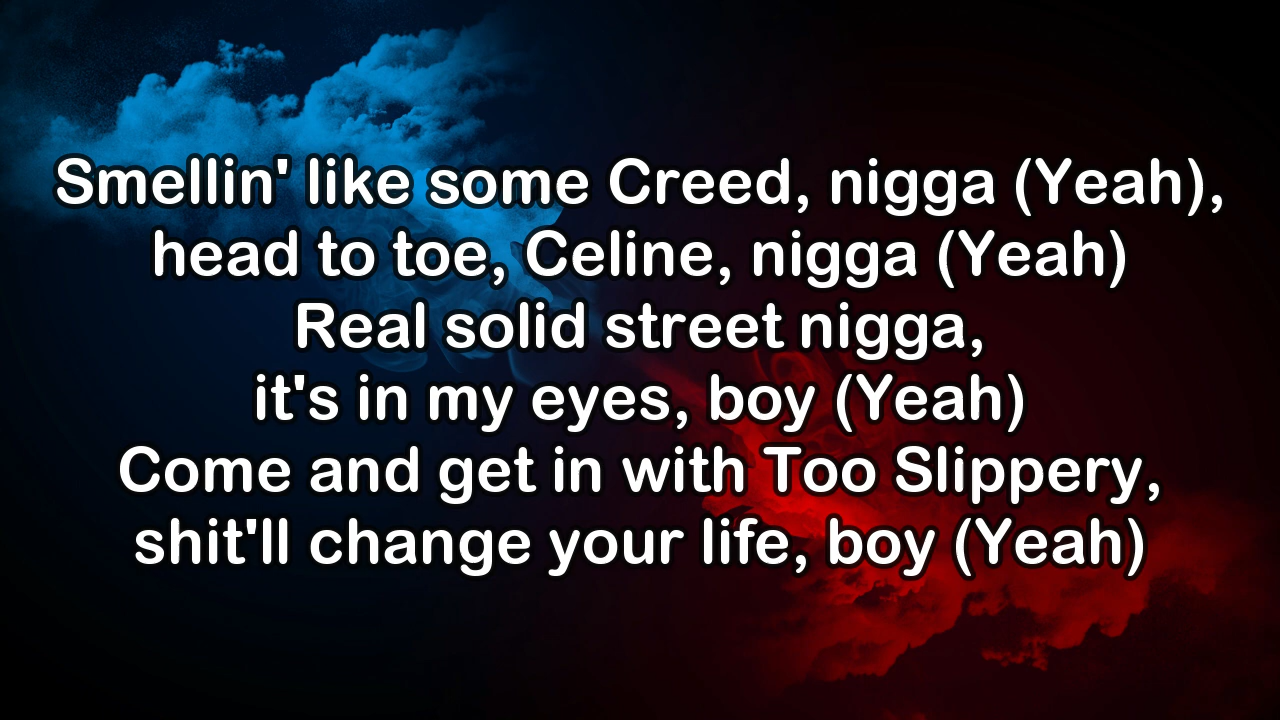 Smellin' like some Creed, nigga (Yeah),
head to toe, Celine, nigga (Yeah)
Real solid street nigga,
it's in my eyes, boy (Yeah)
Come and get in with Too Slippery,
shit'll change your life, boy (Yeah)